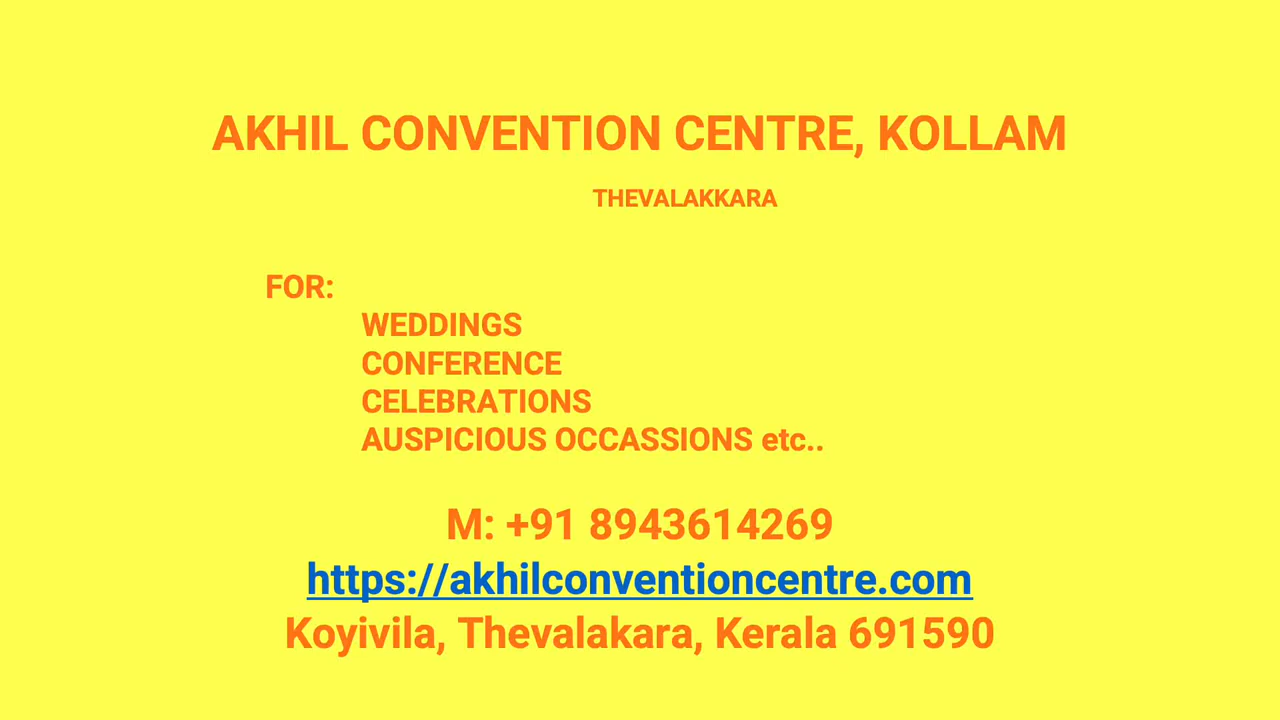 AKHIL CONVENTION CENTRE, KOLLAM
THEVALAKKARA
FOR:
WEDDINGS
CONFERENCE
CELEBRATIONS
AUSPICIOUS OCCASSIONS etc..
M: +91 8943614269
https://akhilconventioncentre.com
Koyivila, Thevalakara, Kerala 691590